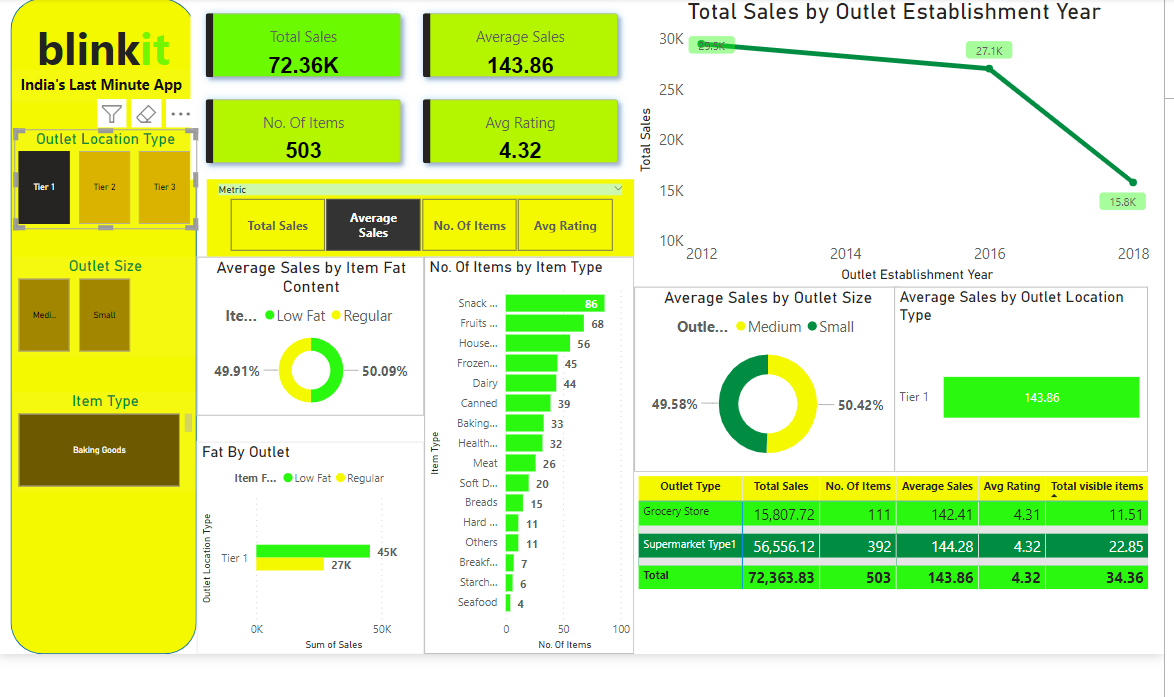 blinkit
India's Last Minute App
Outlet Location Type
Tier 1
Tier 2
Tier 3
Outlet Size
Medi...
Small
Item Type
Baking Goods
Total Sales
72.36K
Average Sales
143.86
No. Of Items
503
Avg Rating
4.32
Metric
Total Sales
Average
Sales
No. Of Items
Avg Rating
Average Sales by Item Fat
Content
Ite...
Low Fat
Regular
49.91%
50.09%
Fat By Outlet
Item F...
Low Fat
Regular
Outlet Location Type
Tier 1
45K
27K
0K
50K
Sum of Sales
No. Of Items by Item Type
Item Type
Snack ...
86
Fruits ...
68
House...
56
Frozen...
45
Dairy
44
Canned
39
Baking...
33
Health...
32
Meat
26
Soft D...
20
Breads
15
Hard ...
11
Others
11
Breakf...
7
Starch...
6
Seafood
4
0
50
100
No. Of Items
Total Sales by Outlet Establishment Year
Total Sales
30K
25K
20K
15K
10K
29.5K
27.1K
15.8K
2012
2014
2016
2018
Outlet Establishment Year
Average Sales by Outlet Size
Outle...
Medium
Small
49.58%
50.42%
Average Sales by Outlet Location
Type
Tier 1
143.86
Outlet Type Total Sales No. Of Items Average Sales Avg Rating Total visible items
Grocery Store 15,807.72 111 142.41 4.31 11.51
Supermarket Type1 56,556.12 392 144.28 4.32 22.85
Total 72,363.83 503 143.86 4.32 34.36